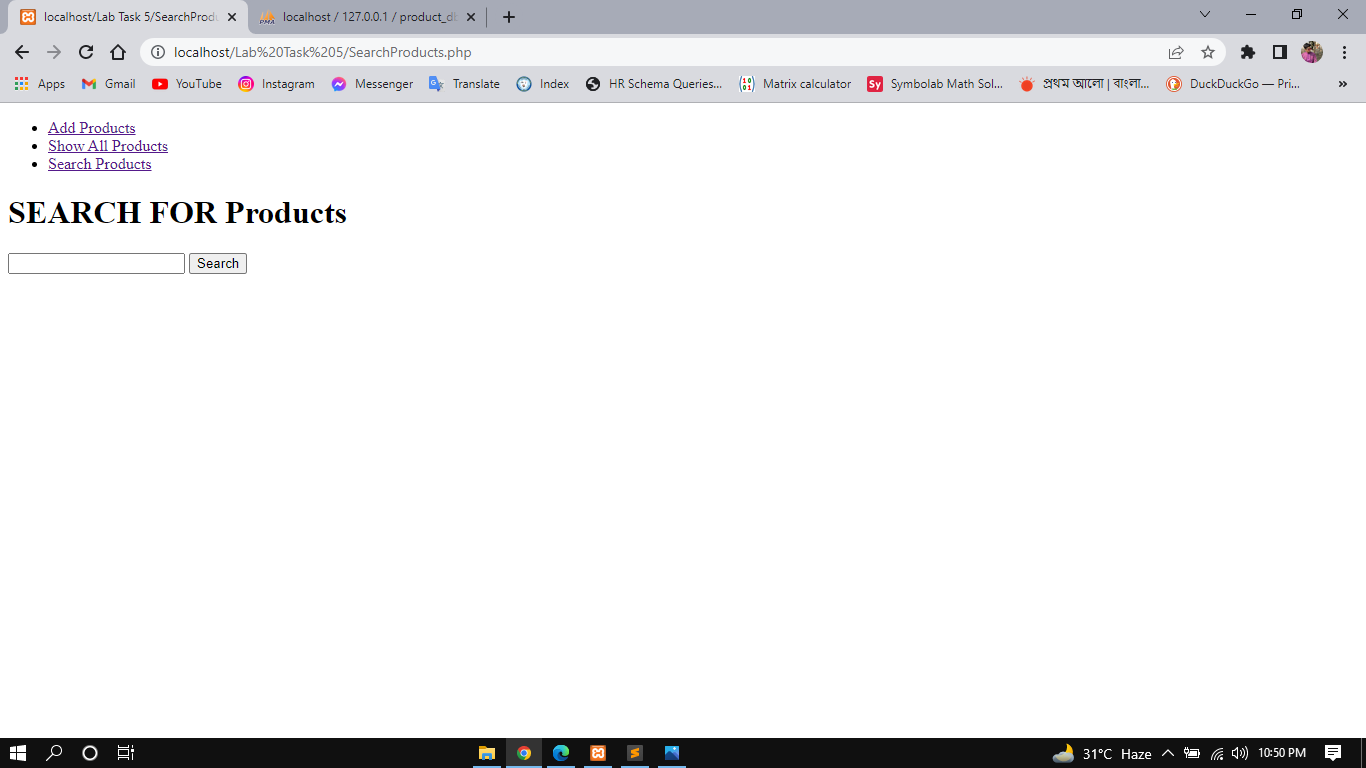 localhost/Lab Task 5/SearchProdu
localhost / 127.0.0.1 / product_db
localhost/Lab%20Task%205/SearchProducts.php
Apps Gmail YouTube Instagram Messenger Translate Index HR Schema Queries... Matrix calculator Sy Symbolab Math Sol... প্রথম আলো | বাংলা... DuckDuckGo — Pri... »
Add Products
Show All Products
Search Products
SEARCH FOR Products
Search
31°C Haze 10:50 PM